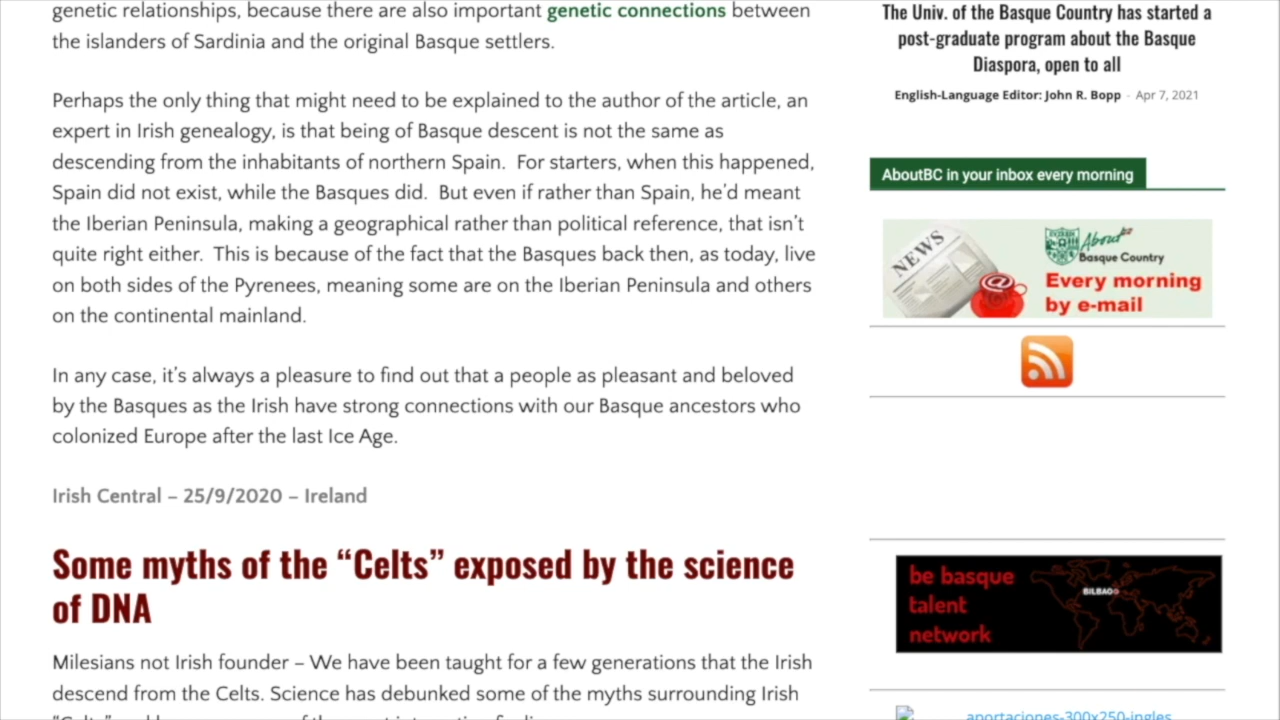 genetic relationships, because there are also important genetic connections between
the islanders of Sardinia and the original Basque settlers.
Perhaps the only thing that might need to be explained to the author of the article, an
expert in Irish genealogy, is that being of Basque descent is not the same as
descending from the inhabitants of northern Spain.  For starters, when this happened,
Spain did not exist, while the Basques did.  But even if rather than Spain, he'd meant
the Iberian Peninsula, making a geographical rather than political reference, that isn't
quite right either.  This is because of the fact that the Basques back then, as today, live
on both sides of the Pyrenees, meaning some are on the Iberian Peninsula and others
on the continental mainland.
In any case, it's always a pleasure to find out that a people as pleasant and beloved
by the Basques as the Irish have strong connections with our Basque ancestors who
colonized Europe after the last Ice Age.
Irish Central – 25/9/2020 – Ireland
Some myths of the “Celts” exposed by the science
of DNA
Milesians not Irish founder – We have been taught for a few generations that the Irish
descend from the Celts. Science has debunked some of the myths surrounding Irish
The Univ. of the Basque Country has started a
post-graduate program about the Basque
Diaspora, open to all
English-Language Editor: John R. Bopp - Apr 7, 2021
AboutBC in your inbox every morning
NEWS
About
Basque Country
@
Every morning
by e-mail
be basque
talent
network
BILBAO
aportaciones-300x250-ingles